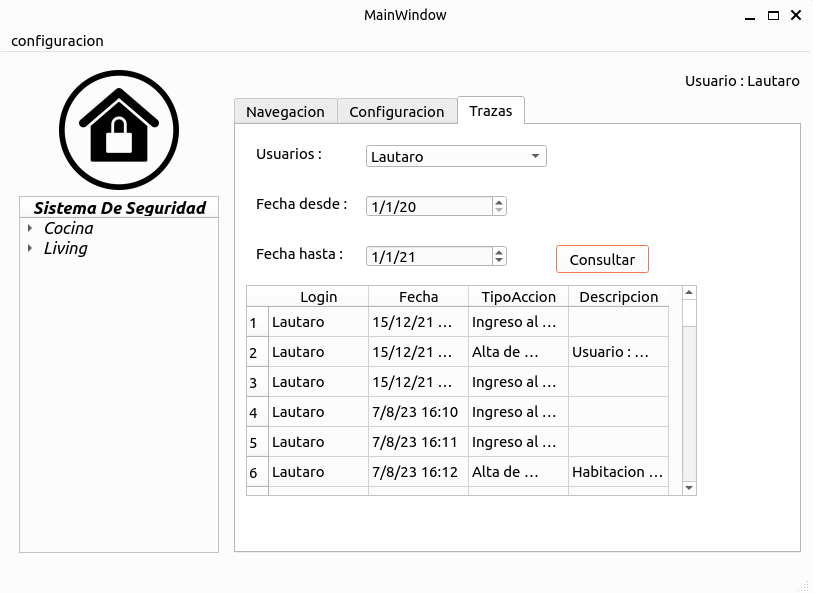 MainWindow
configuracion
Usuario : Lautaro
Navegacion Configuracion Trazas
Usuarios : Lautaro
Fecha desde : 1/1/20
Fecha hasta : 1/1/21 Consultar
Sistema De Seguridad
Cocina
Living
Login Fecha TipoAccion Descripcion
1 Lautaro 15/12/21 ... Ingreso al ...
2 Lautaro 15/12/21 ... Alta de ... Usuario : ...
3 Lautaro 15/12/21 ... Ingreso al ...
4 Lautaro 7/8/23 16:10 Ingreso al ...
5 Lautaro 7/8/23 16:11 Ingreso al ...
6 Lautaro 7/8/23 16:12 Alta de ... Habitacion ...